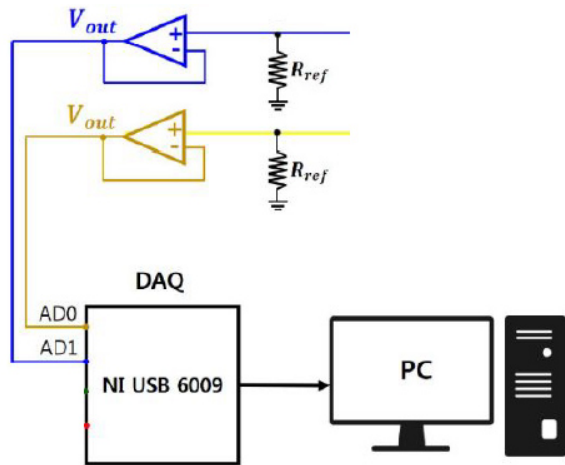 V_out
+
-
R_ref
V_out
+
-
R_ref
DAQ
AD0
AD1
NI USB 6009
PC